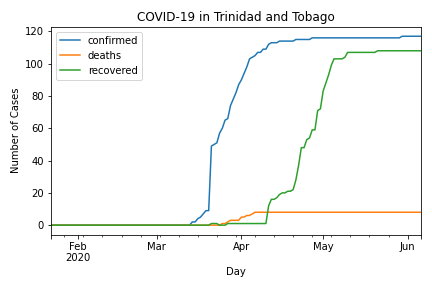 COVID-19 in Trinidad and Tobago
confirmed
deaths
recovered
Number of Cases
120
100
80
60
40
20
0
Feb
2020
Mar
Apr
May
Jun
Day